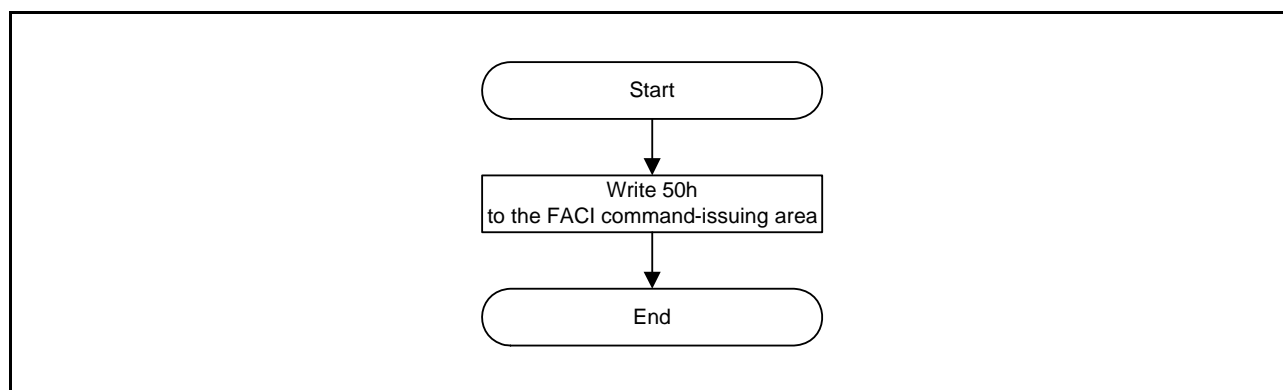 Start
Write 50h
to the FACI command-issuing area
End